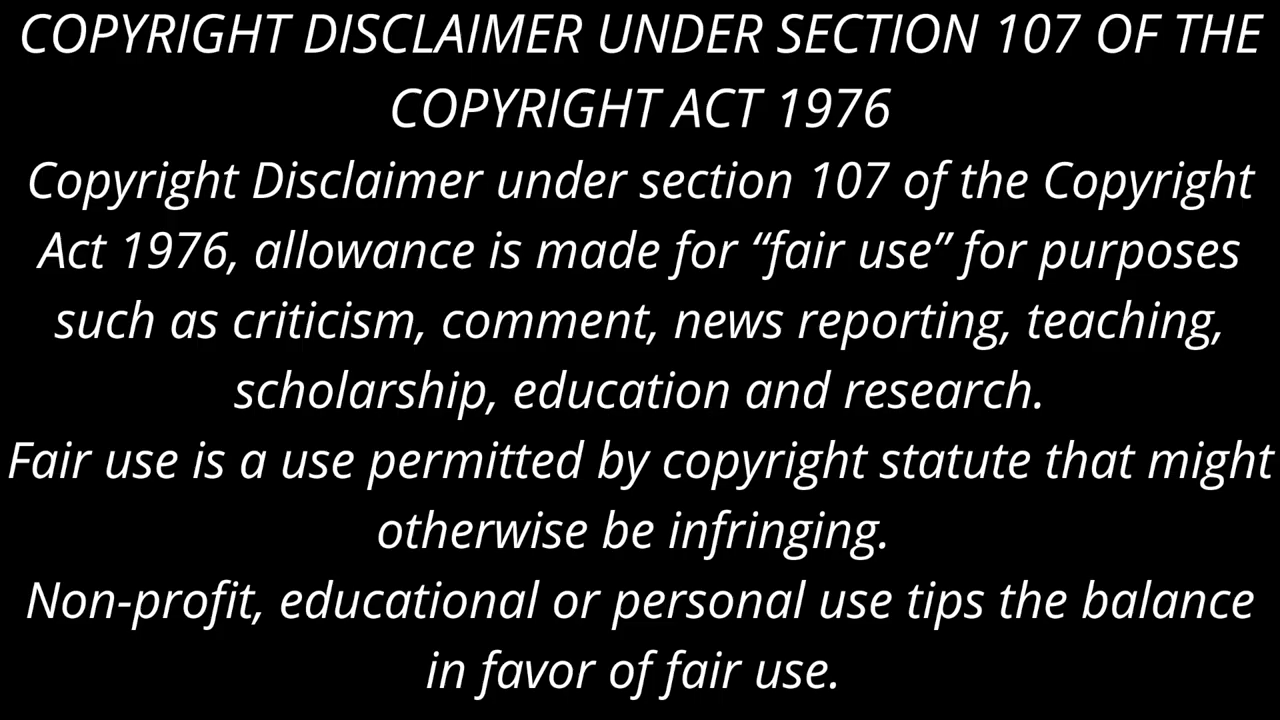 COPYRIGHT DISCLAIMER UNDER SECTION 107 OF THE
COPYRIGHT ACT 1976
Copyright Disclaimer under section 107 of the Copyright
Act 1976, allowance is made for “fair use” for purposes
such as criticism, comment, news reporting, teaching,
scholarship, education and research.
Fair use is a use permitted by copyright statute that might
otherwise be infringing.
Non-profit, educational or personal use tips the balance
in favor of fair use.